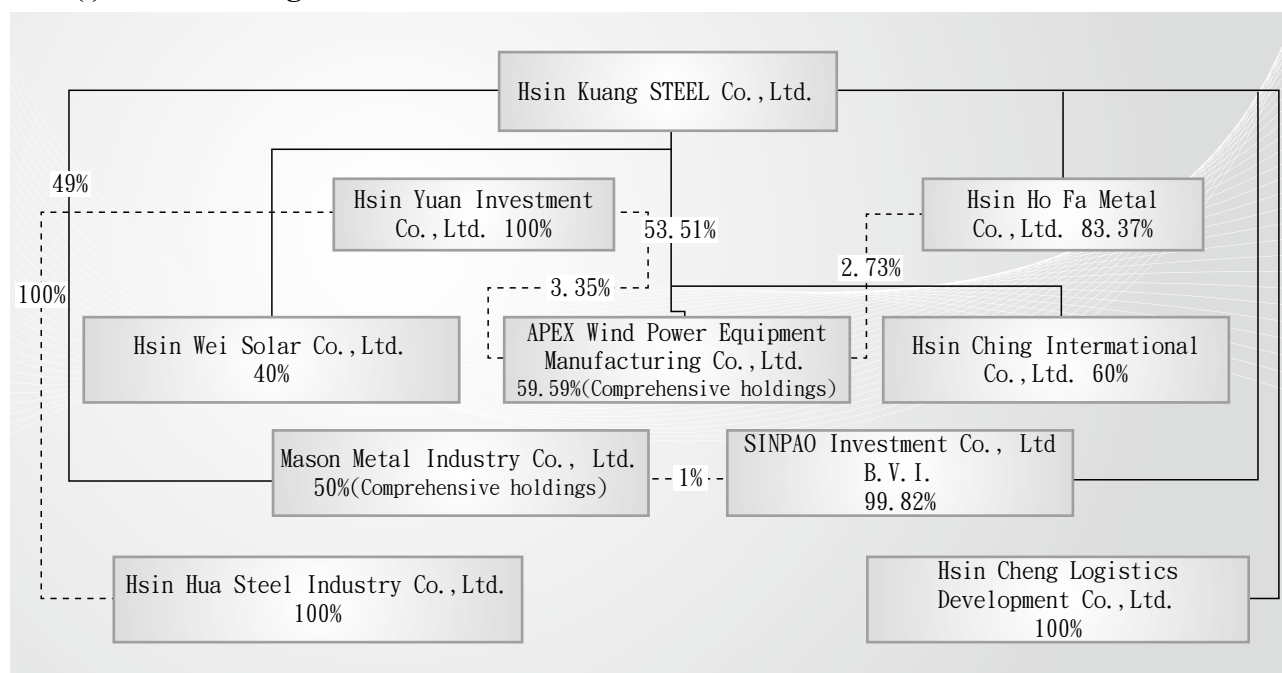 Hsin Kuang STEEL Co.,Ltd.
49%
Hsin Yuan Investment
Co.,Ltd. 100%
53.51%
Hsin Ho Fa Metal
Co.,Ltd. 83.37%
2.73%
3.35%
100%
Hsin Wei Solar Co.,Ltd.
40%
APEX Wind Power Equipment
Manufacturing Co.,Ltd.
59.59%(Comprehensive holdings)
Hsin Ching Intermational
Co.,Ltd. 60%
Mason Metal Industry Co., Ltd.
50%(Comprehensive holdings)
1%
SINPAO Investment Co., Ltd
B.V.I.
99.82%
Hsin Hua Steel Industry Co.,Ltd.
100%
Hsin Cheng Logistics
Development Co.,Ltd.
100%